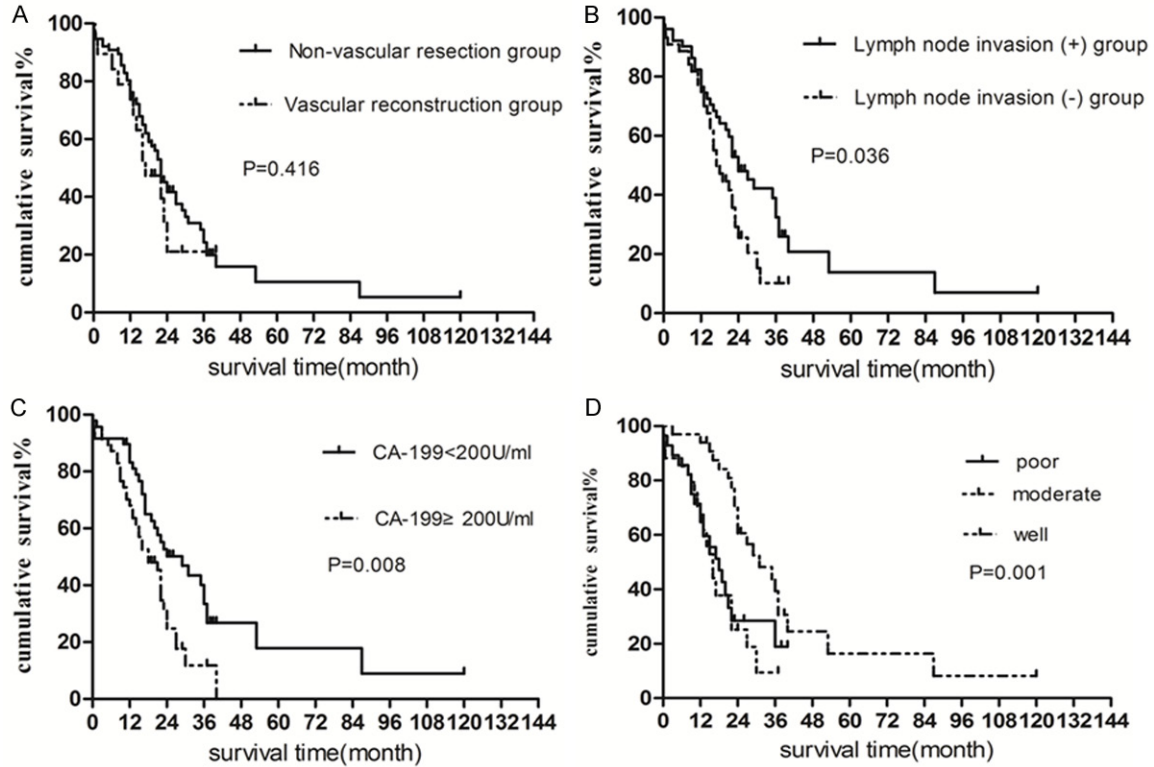 A
cumulative survival%
100
80
60
40
20
0
Non-vascular resection group
Vascular reconstruction group
P=0.416
0 12 24 36 48 60 72 84 96 108 120 132 144
survival time(month)
B
cumulative survival%
100
80
60
40
20
0
Lymph node invasion (+) group
Lymph node invasion (-) group
P=0.036
0 12 24 36 48 60 72 84 96 108 120 132 144
survival time(month)
C
cumulative survival%
100
80
60
40
20
0
CA-199<200U/ml
CA-199≥ 200U/ml
P=0.008
0 12 24 36 48 60 72 84 96 108 120 132 144
survival time(month)
D
cumulative survival%
100
80
60
40
20
0
poor
moderate
well
P=0.001
0 12 24 36 48 60 72 84 96 108 120 132 144
survival time(month)